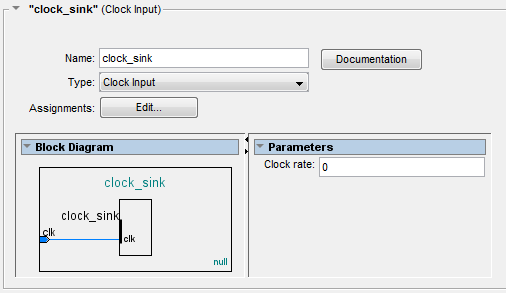 "clock_sink" (Clock Input)
Name: clock_sink Documentation
Type: Clock Input
Assignments: Edit...
Block Diagram
clock_sink
clock_sink
clk
clk
null
Parameters
Clock rate: 0